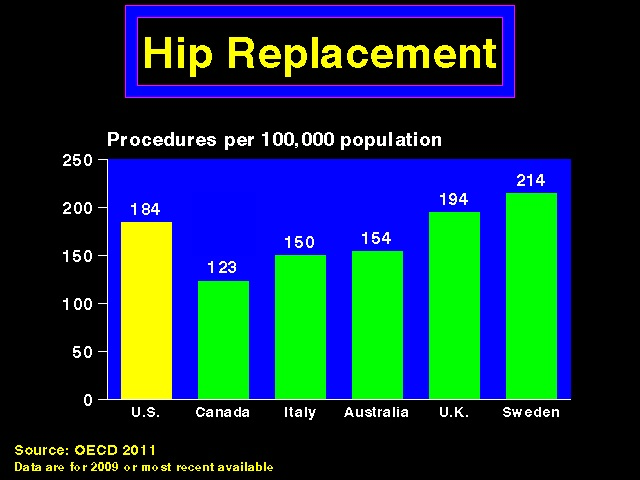 Hip Replacement
Procedures per 100,000 population
250
200
150
100
50
0
184
123
150
154
194
214
U.S.
Canada
Italy
Australia
U.K.
Sweden
Source: OECD 2011
Data are for 2009 or most recent available